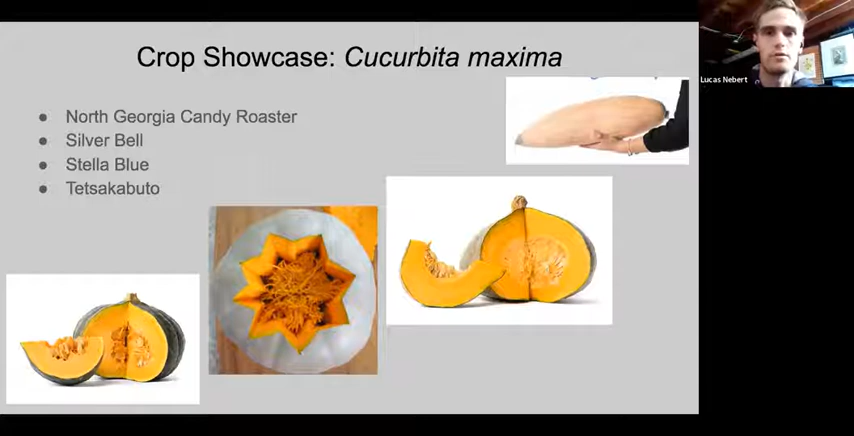 Crop Showcase: Cucurbita maxima
North Georgia Candy Roaster
Silver Bell
Stella Blue
Tetsakabuto
Lucas Nebert